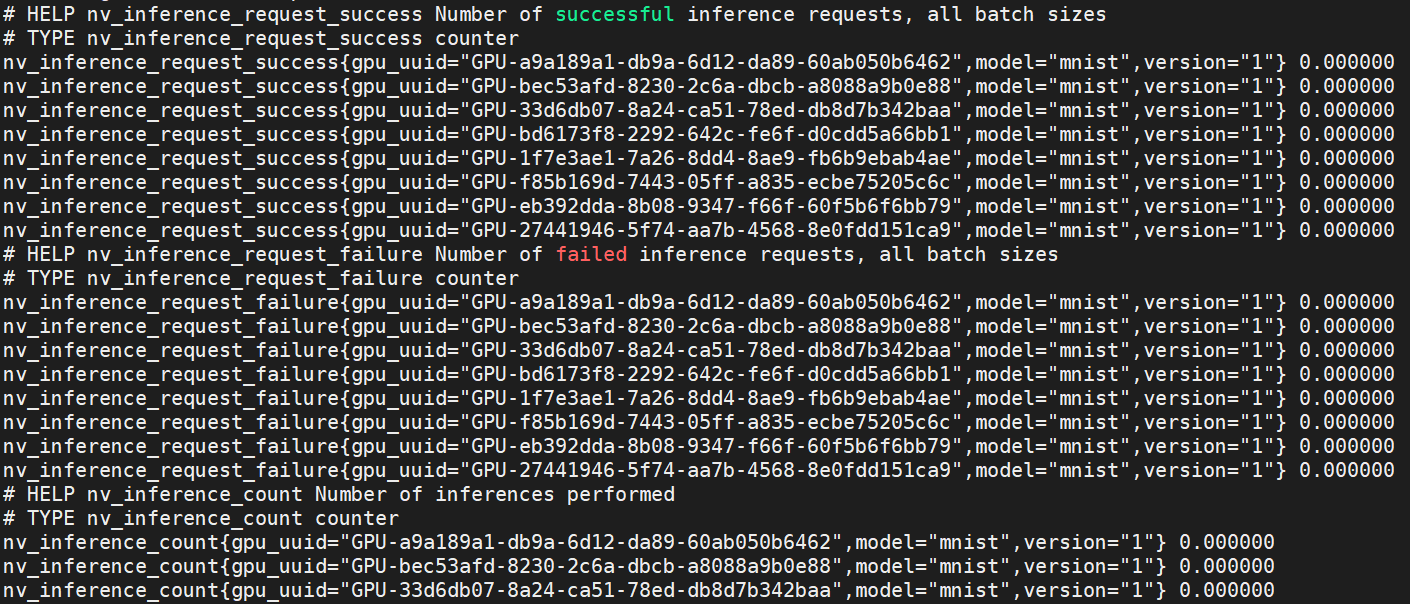 # HELP nv_inference_request_success Number of successful inference requests, all batch sizes
# TYPE nv_inference_request_success counter
nv_inference_request_success{gpu_uuid="GPU-a9a189a1-db9a-6d12-da89-60ab050b6462",model="mnist",version="1"} 0.000000
nv_inference_request_success{gpu_uuid="GPU-bec53afd-8230-2c6a-dbcb-a8088a9b0e88",model="mnist",version="1"} 0.000000
nv_inference_request_success{gpu_uuid="GPU-33d6db07-8a24-ca51-78ed-db8d7b342baa",model="mnist",version="1"} 0.000000
nv_inference_request_success{gpu_uuid="GPU-bd6173f8-2292-642c-fe6f-d0cdd5a66bb1",model="mnist",version="1"} 0.000000
nv_inference_request_success{gpu_uuid="GPU-1f7e3ae1-7a26-8dd4-8ae9-fb6b9ebab4ae",model="mnist",version="1"} 0.000000
nv_inference_request_success{gpu_uuid="GPU-f85b169d-7443-05ff-a835-ecbe75205c6c",model="mnist",version="1"} 0.000000
nv_inference_request_success{gpu_uuid="GPU-eb392dda-8b08-9347-f66f-60f5b6f6bb79",model="mnist",version="1"} 0.000000
nv_inference_request_success{gpu_uuid="GPU-27441946-5f74-aa7b-4568-8e0fdd151ca9",model="mnist",version="1"} 0.000000
# HELP nv_inference_request_failure Number of failed inference requests, all batch sizes
# TYPE nv_inference_request_failure counter
nv_inference_request_failure{gpu_uuid="GPU-a9a189a1-db9a-6d12-da89-60ab050b6462",model="mnist",version="1"} 0.000000
nv_inference_request_failure{gpu_uuid="GPU-bec53afd-8230-2c6a-dbcb-a8088a9b0e88",model="mnist",version="1"} 0.000000
nv_inference_request_failure{gpu_uuid="GPU-33d6db07-8a24-ca51-78ed-db8d7b342baa",model="mnist",version="1"} 0.000000
nv_inference_request_failure{gpu_uuid="GPU-bd6173f8-2292-642c-fe6f-d0cdd5a66bb1",model="mnist",version="1"} 0.000000
nv_inference_request_failure{gpu_uuid="GPU-1f7e3ae1-7a26-8dd4-8ae9-fb6b9ebab4ae",model="mnist",version="1"} 0.000000
nv_inference_request_failure{gpu_uuid="GPU-f85b169d-7443-05ff-a835-ecbe75205c6c",model="mnist",version="1"} 0.000000
nv_inference_request_failure{gpu_uuid="GPU-eb392dda-8b08-9347-f66f-60f5b6f6bb79",model="mnist",version="1"} 0.000000
nv_inference_request_failure{gpu_uuid="GPU-27441946-5f74-aa7b-4568-8e0fdd151ca9",model="mnist",version="1"} 0.000000
# HELP nv_inference_count Number of inferences performed
# TYPE nv_inference_count counter
nv_inference_count{gpu_uuid="GPU-a9a189a1-db9a-6d12-da89-60ab050b6462",model="mnist",version="1"} 0.000000
nv_inference_count{gpu_uuid="GPU-bec53afd-8230-2c6a-dbcb-a8088a9b0e88",model="mnist",version="1"} 0.000000
nv_inference_count{gpu_uuid="GPU-33d6db07-8a24-ca51-78ed-db8d7b342baa",model="mnist",version="1"} 0.000000